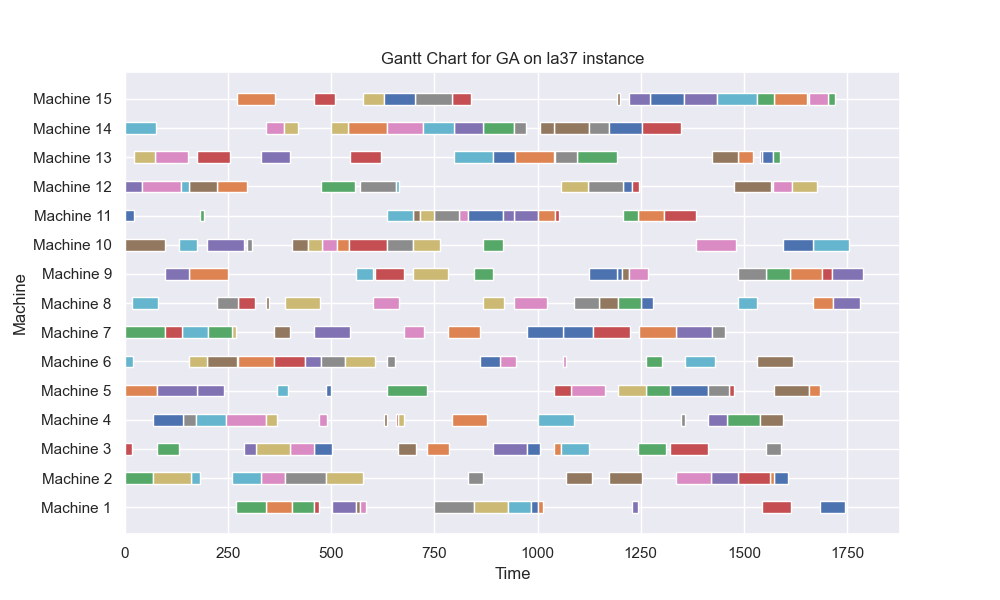 Gantt Chart for GA on la37 instance
Machine 15
Machine 14
Machine 13
Machine 12
Machine 11
Machine 10
Machine 9
Machine 8
Machine 7
Machine 6
Machine 5
Machine 4
Machine 3
Machine 2
Machine 1
Machine
0 250 500 750 1000 1250 1500 1750
Time